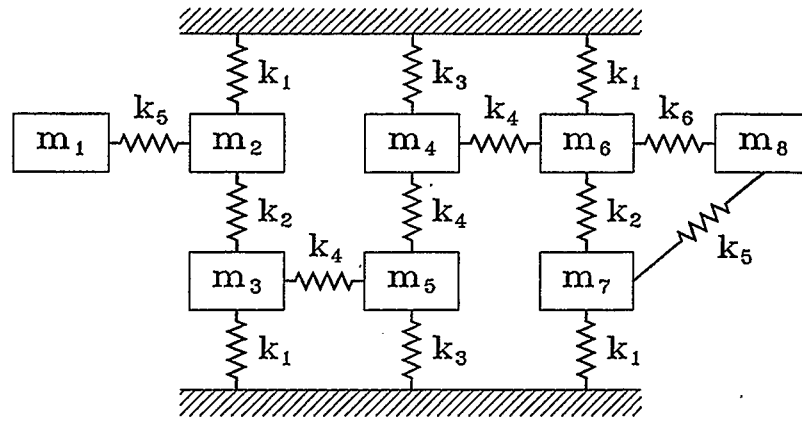 k₁ k₃ k₁
k₅ k₄ k₆
m₁ m₂ m₄ m₆ m₈
k₂ k₄ k₂
k₄ k₅
m₃ m₅ m₇
k₁ k₃ k₁